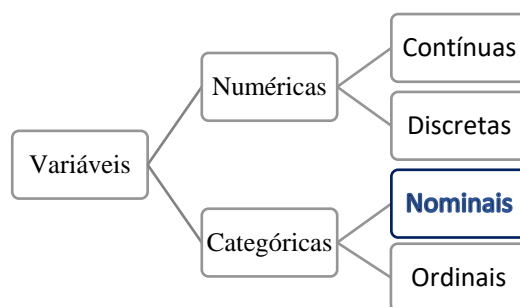 Variáveis
Numéricas
Contínuas
Discretas
Categóricas
Nominais
Ordinais